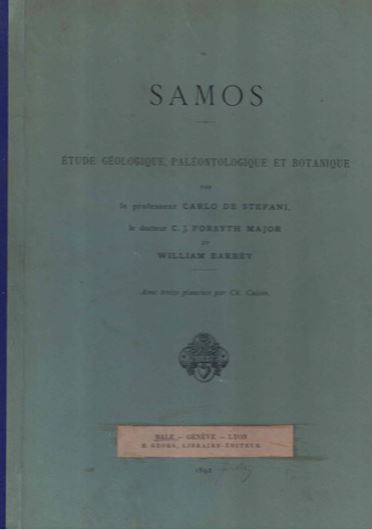 SAMOS
ÉTUDE GÉOLOGIQUE, PALÉONTOLOGIQUE ET BOTANIQUE
PAR
le professeur CARLO DE STEFANI,
le docteur C. J. FORSYTH MAJOR
ET
WILLIAM BARBEY
Avec treize planches par Ch. Cuisin.
BALE — GENÈVE — LYON
H. GEORG, LIBRAIRE-ÉDITEUR
1892